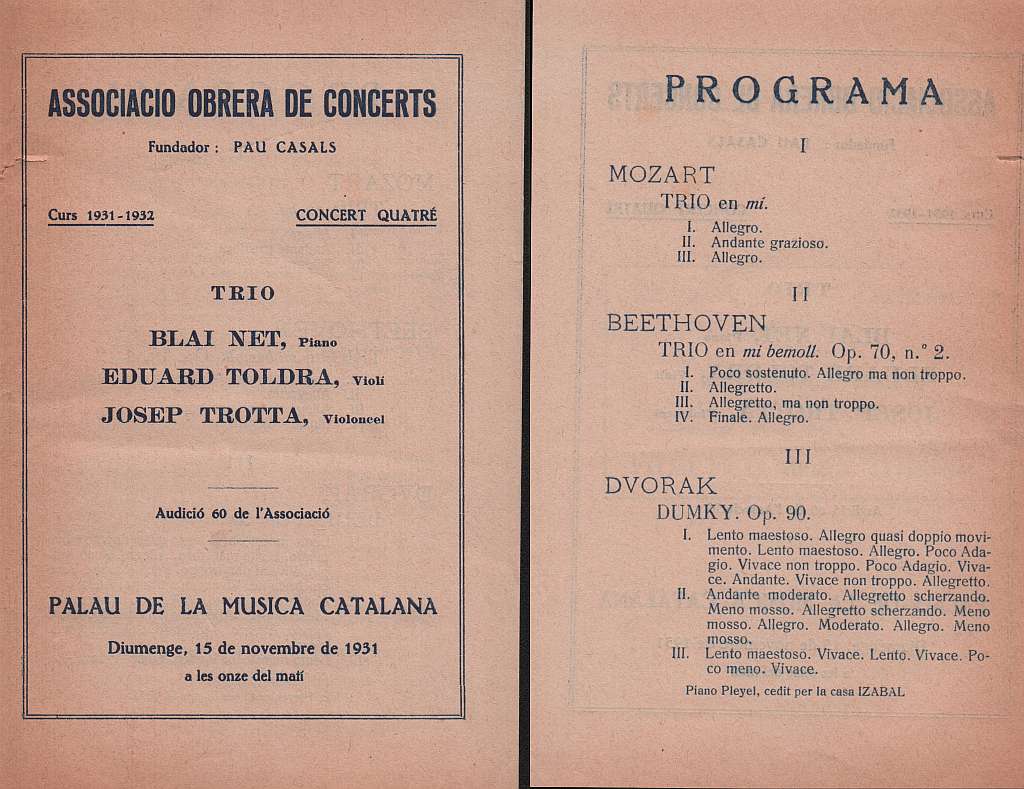 ASSOCIACIO OBRERA DE CONCERTS
Fundador : PAU CASALS
Curs 1931-1932 CONCERT QUATRÉ
TRIO
BLAI NET, Piano
EDUARD TOLDRA, Violí
JOSEP TROTTA, Violoncel
Audició 60 de l'Associació
PALAU DE LA MUSICA CATALANA
Diumenge, 15 de novembre de 1931
a les onze del matí
PROGRAMA
I
MOZART
TRIO en mí.
I. Allegro.
II. Andante grazioso.
III. Allegro.
II
BEETHOVEN
TRIO en mi bemoll. Op. 70, n.º 2.
I. Poco sostenuto. Allegro ma non troppo.
II. Allegretto.
III. Allegretto, ma non troppo.
IV. Finale. Allegro.
III
DVORAK
DUMKY. Op. 90.
I. Lento maestoso. Allegro quasi doppio movi-
mento. Lento maestoso. Allegro. Poco Ada-
gio. Vivace non troppo. Poco Adagio. Viva-
ce. Andante. Vivace non troppo. Allegretto.
II. Andante moderato. Allegretto scherzando.
Meno mosso. Allegretto scherzando. Meno
mosso. Allegro. Moderato. Allegro. Meno
mosso.
III. Lento maestoso. Vivace. Lento. Vivace. Po-
co meno. Vivace.
Piano Pleyel, cedit per la casa IZABAL